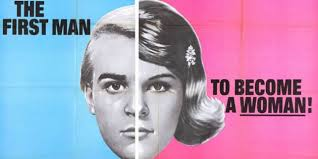 THE
FIRST MAN
TO BECOME
A WOMAN!